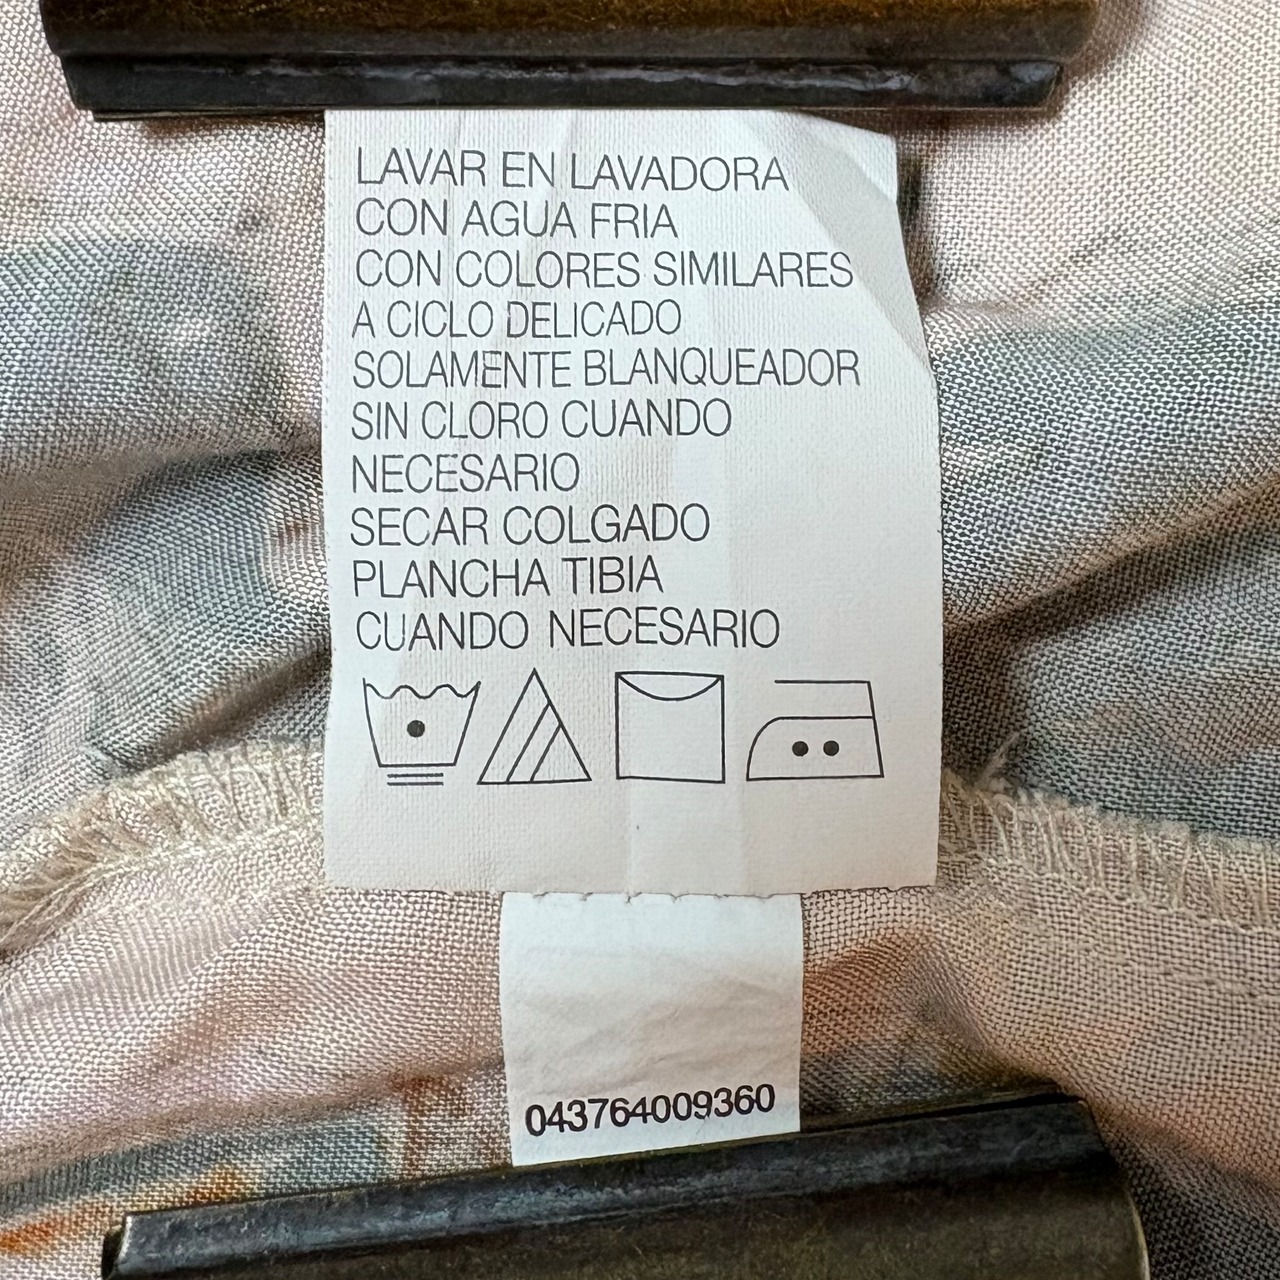 LAVAR EN LAVADORA
CON AGUA FRIA
CON COLORES SIMILARES
A CICLO DELICADO
SOLAMENTE BLANQUEADOR
SIN CLORO CUANDO
NECESARIO
SECAR COLGADO
PLANCHA TIBIA
CUANDO NECESARIO
043764009360